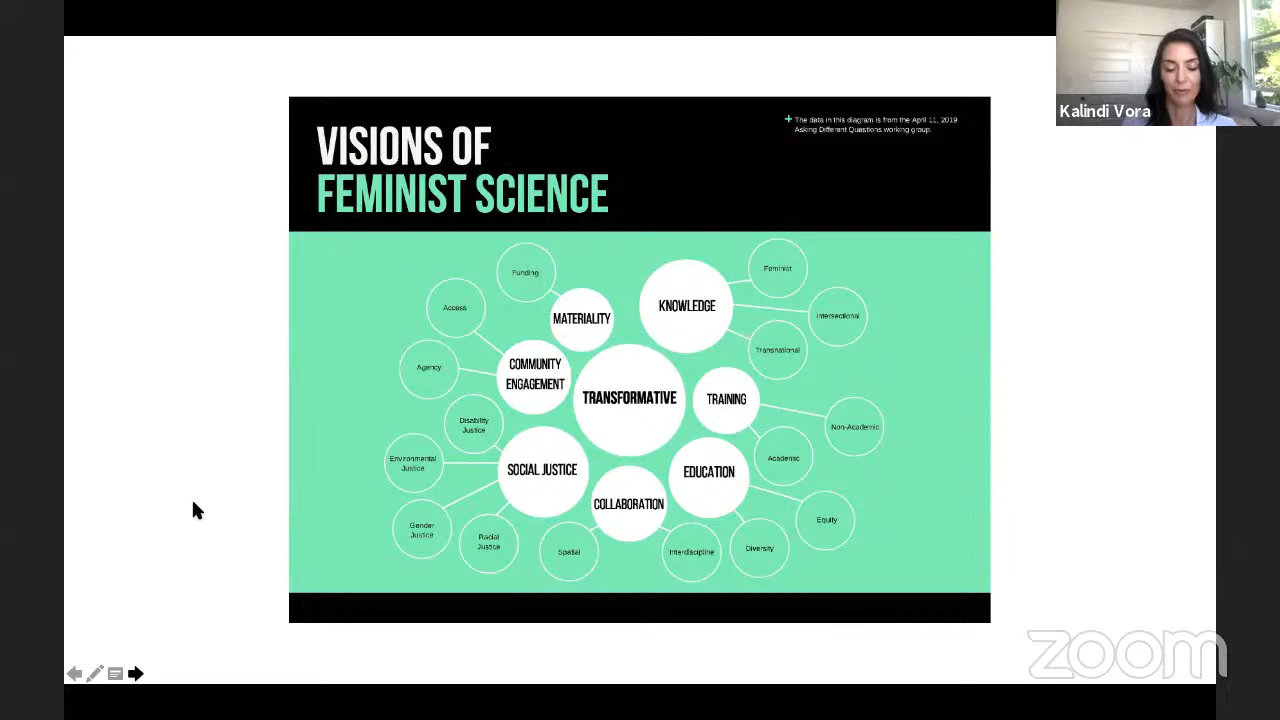 Kalindi Vora
VISIONS OF
FEMINIST SCIENCE
+ The data in this diagram is from the April 11, 2019
Asking Different Questions working group.
Funding
MATERIALITY
KNOWLEDGE
Feminist
Intersectional
Transnational
Access
Agency
COMMUNITY
ENGAGEMENT
TRANSFORMATIVE
TRAINING
Non-Academic
Academic
Disability
Justice
Environmental
Justice
Gender
Justice
Racial
Justice
SOCIAL JUSTICE
COLLABORATION
Spatial
Interdiscipline
EDUCATION
Equity
Diversity
zoom